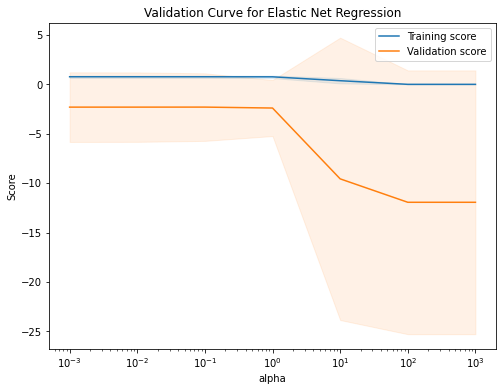 Validation Curve for Elastic Net Regression
Training score
Validation score
5
0
−5
−10
−15
−20
−25
Score
10⁻³
10⁻²
10⁻¹
10⁰
10¹
10²
10³
alpha